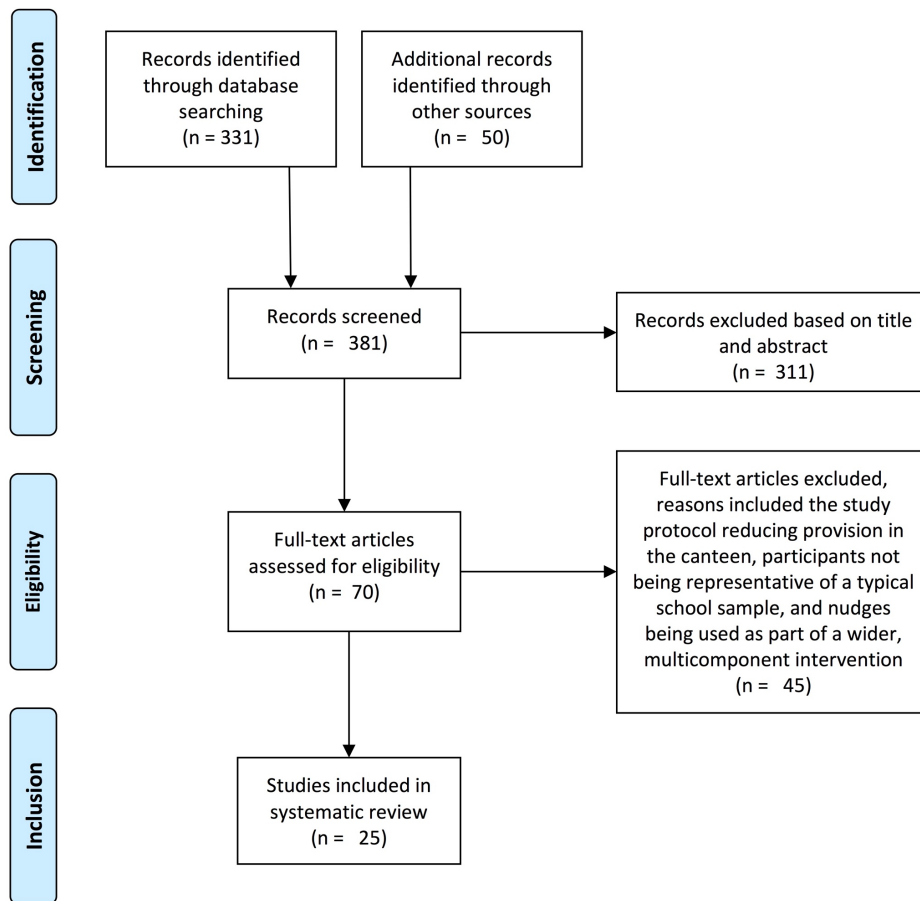 Identification
Records identified
through database
searching
(n = 331)
Additional records
identified through
other sources
(n = 50)
Screening
Records screened
(n = 381)
Records excluded based on title
and abstract
(n = 311)
Eligibility
Full-text articles
assessed for eligibility
(n = 70)
Full-text articles excluded,
reasons included the study
protocol reducing provision in
the canteen, participants not
being representative of a typical
school sample, and nudges
being used as part of a wider,
multicomponent intervention
(n = 45)
Inclusion
Studies included in
systematic review
(n = 25)